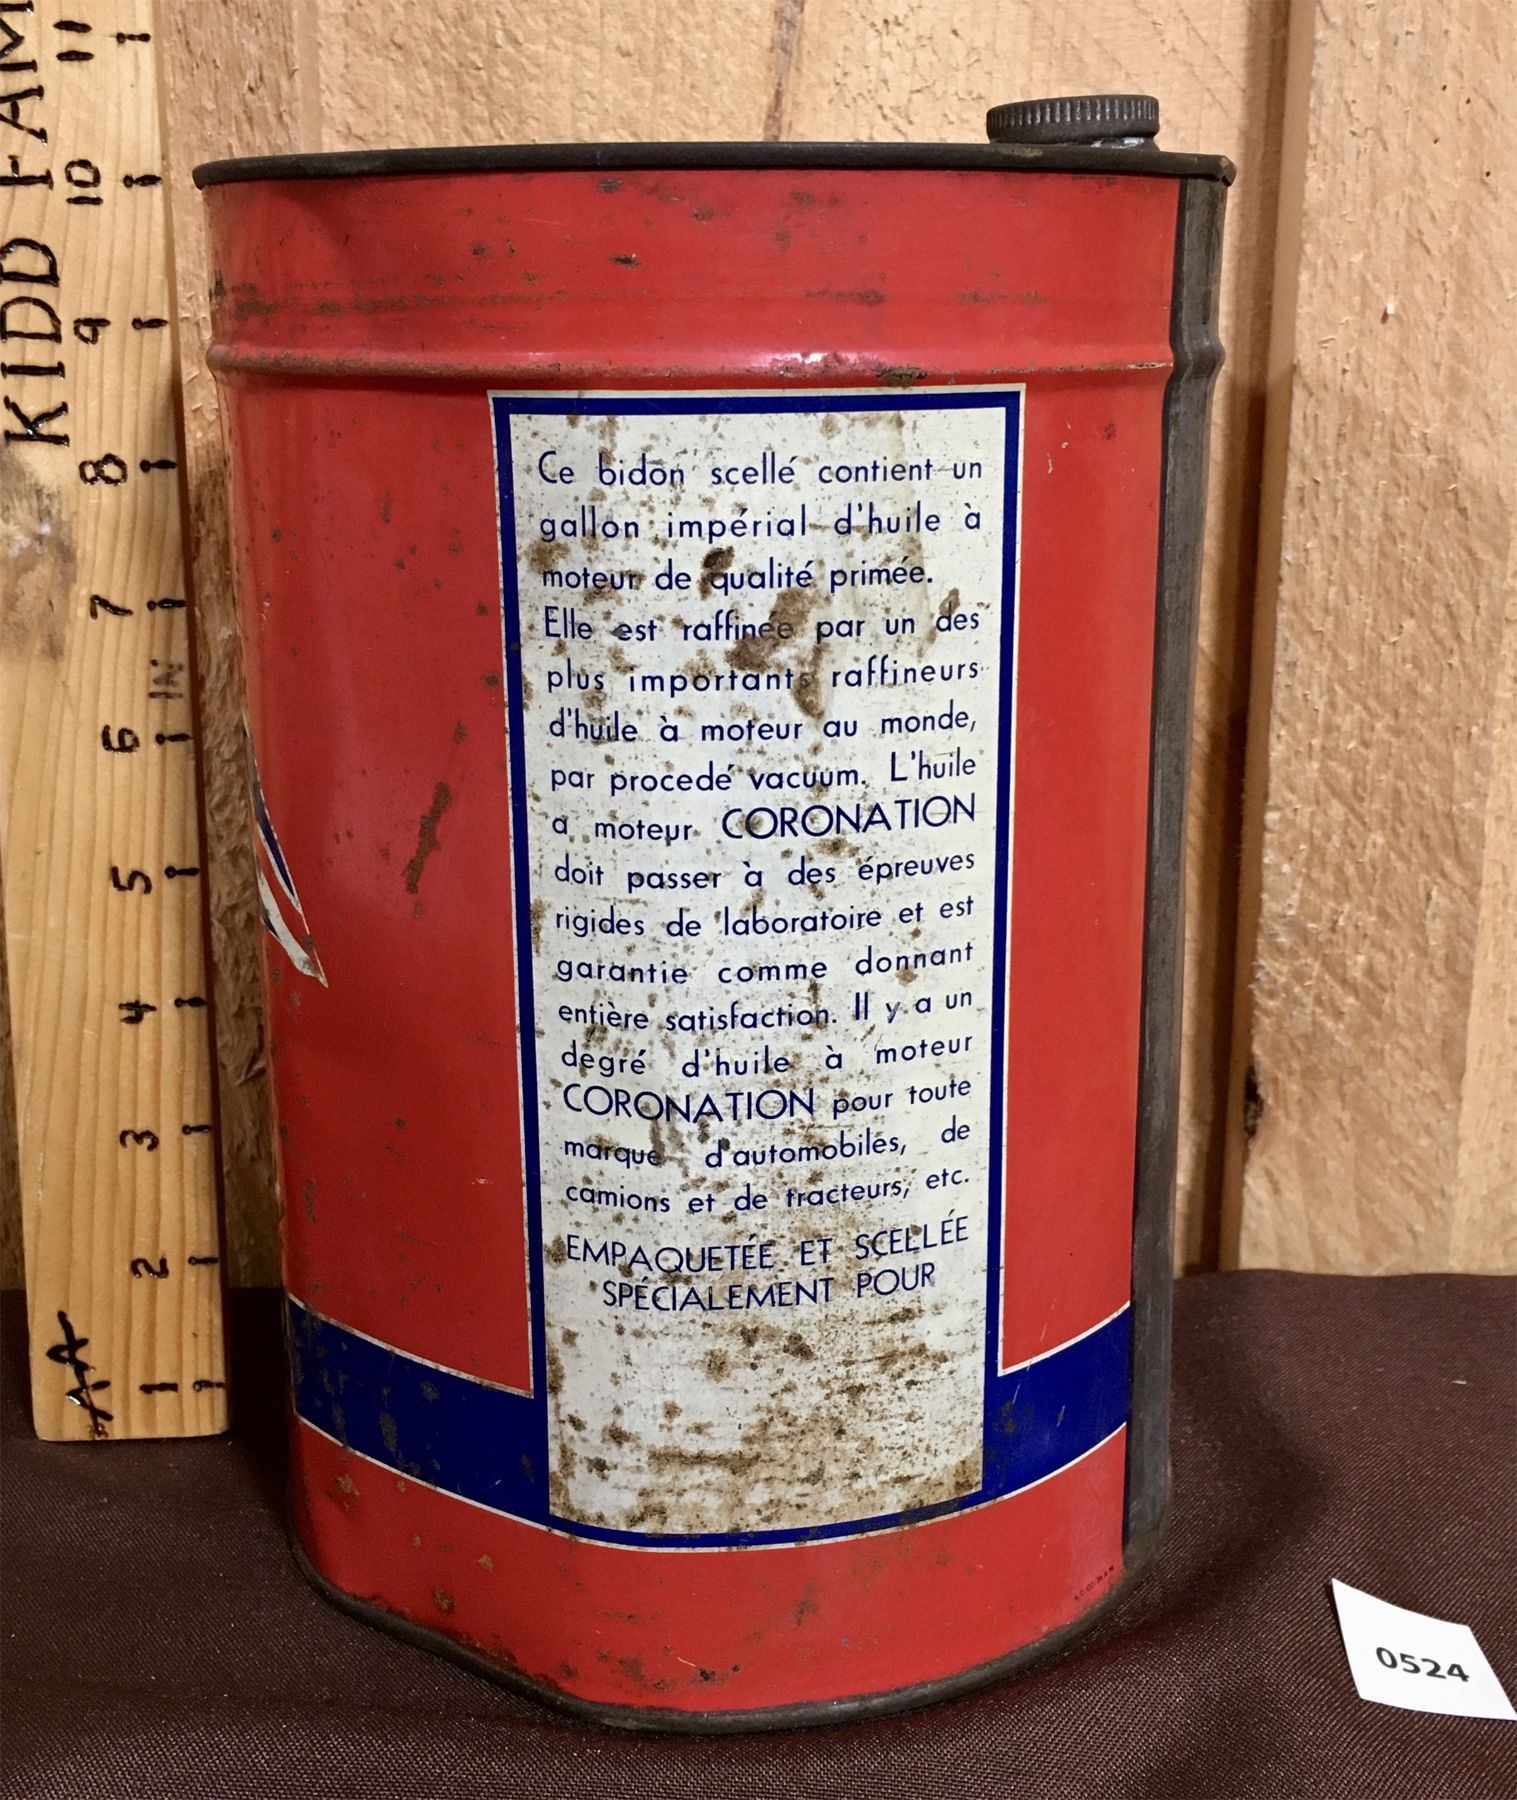 Ce bidon scellé contient un
gallon impérial d'huile à
moteur de qualité primée.
Elle est raffinée par un des
plus importants raffineurs
d'huile à moteur au monde,
par procedé vacuum. L'huile
a moteur CORONATION
doit passer à des épreuves
rigides de laboratoire et est
garantie comme donnant
entière satisfaction. Il y a un
degré d'huile à moteur
CORONATION pour toute
marque d'automobiles, de
camions et de tracteurs, etc.
EMPAQUETÉE ET SCELLÉE
SPÉCIALEMENT POUR
KIDD FAM
11
10
9
8
7
IN
6
5
4
3
2
1
0524